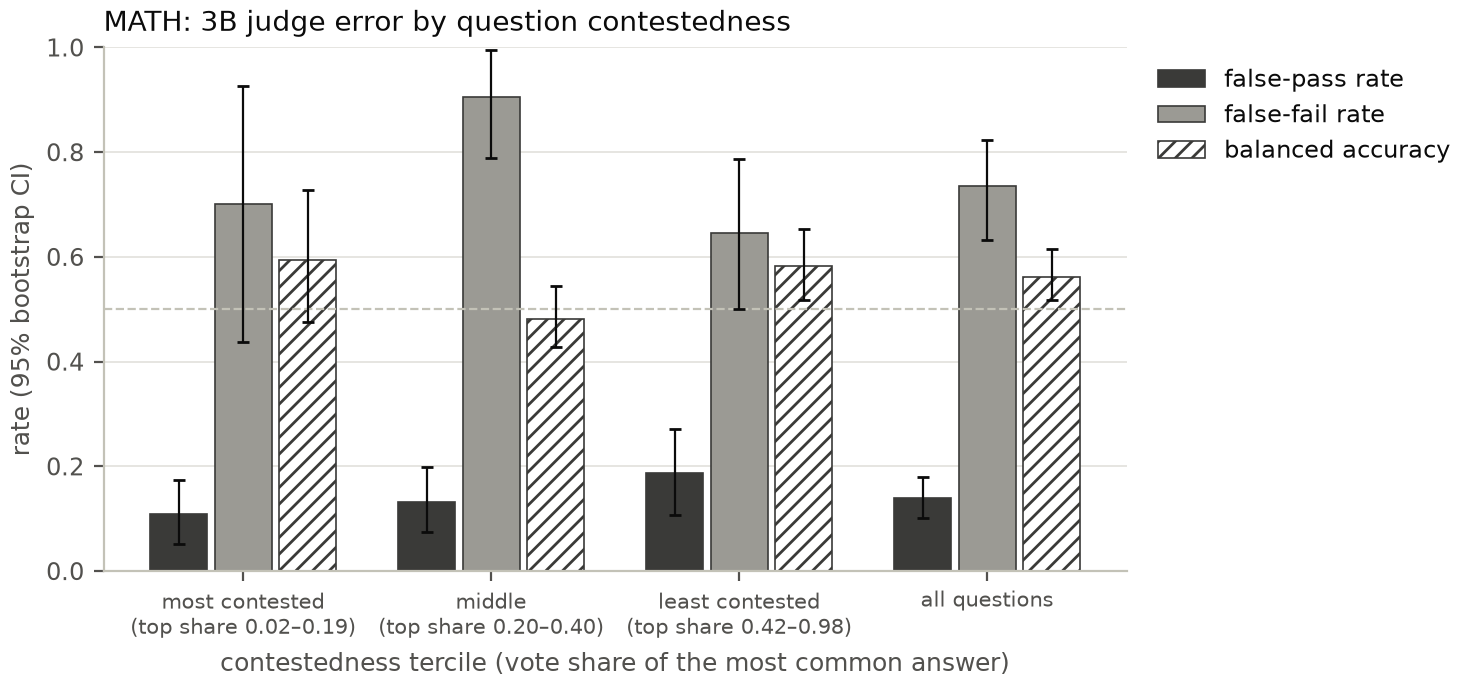 MATH: 3B judge error by question contestedness
rate (95% bootstrap CI)
1.0
0.8
0.6
0.4
0.2
0.0
false-pass rate
false-fail rate
balanced accuracy
most contested
(top share 0.02–0.19)
middle
(top share 0.20–0.40)
least contested
(top share 0.42–0.98)
all questions
contestedness tercile (vote share of the most common answer)